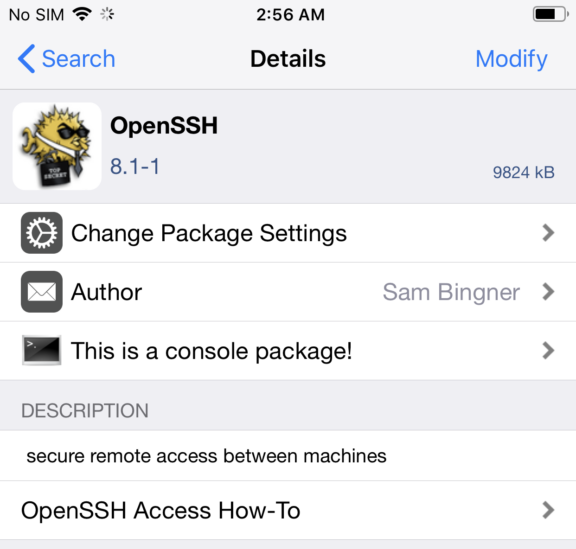 No SIM 2:56 AM
Search Details Modify
OpenSSH
8.1-1
9824 kB
TOP SECRET
Change Package Settings
Author Sam Bingner
>_
This is a console package!
DESCRIPTION
secure remote access between machines
OpenSSH Access How-To